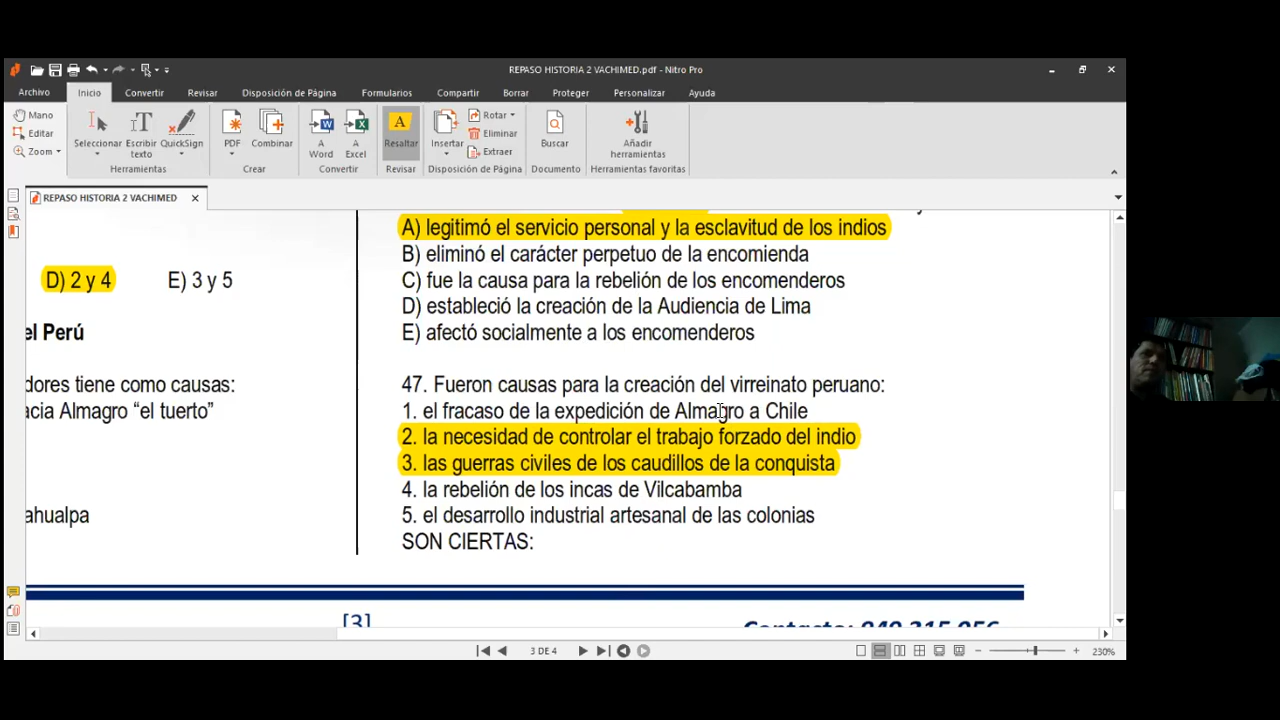 REPASO HISTORIA 2 VACHIMED.pdf - Nitro Pro
Archivo Inicio Convertir Revisar Disposición de Página Formularios Compartir Borrar Proteger Personalizar Ayuda
Mano
Editar
Zoom
Seleccionar
Escribir texto
QuickSign
Herramientas
PDF
Combinar
Crear
A Word
A Excel
Convertir
Resaltar
Revisar
Insertar
Rotar
Eliminar
Extraer
Disposición de Página
Buscar
Documento
Añadir herramientas
Herramientas favoritas
REPASO HISTORIA 2 VACHIMED
D) 2 y 4 E) 3 y 5
el Perú
dores tiene como causas:
acia Almagro “el tuerto”
ahualpa
A) legitimó el servicio personal y la esclavitud de los indios
B) eliminó el carácter perpetuo de la encomienda
C) fue la causa para la rebelión de los encomenderos
D) estableció la creación de la Audiencia de Lima
E) afectó socialmente a los encomenderos
47. Fueron causas para la creación del virreinato peruano:
1. el fracaso de la expedición de Almagro a Chile
2. la necesidad de controlar el trabajo forzado del indio
3. las guerras civiles de los caudillos de la conquista
4. la rebelión de los incas de Vilcabamba
5. el desarrollo industrial artesanal de las colonias
SON CIERTAS:
[3]
3 DE 4
230%